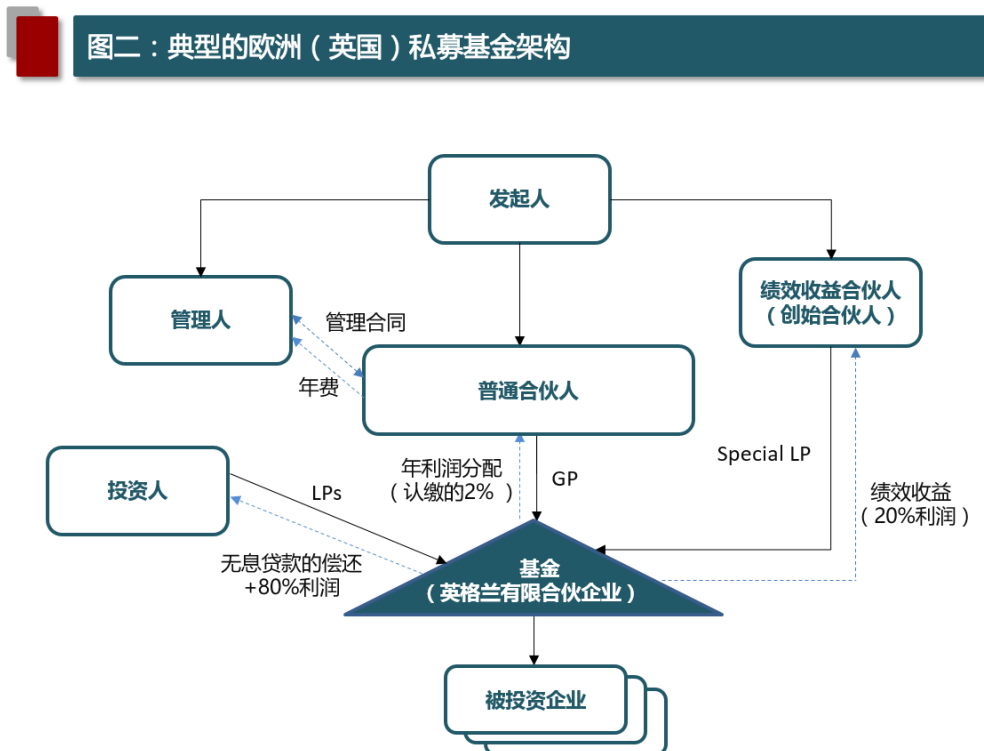 图二：典型的欧洲（英国）私募基金架构
发起人
绩效收益合伙人
（创始合伙人）
管理人
管理合同
年费
普通合伙人
投资人
LPs
年利润分配
（认缴的2% ）
GP
Special LP
绩效收益
（20%利润）
无息贷款的偿还
+80%利润
基金
（英格兰有限合伙企业）
被投资企业